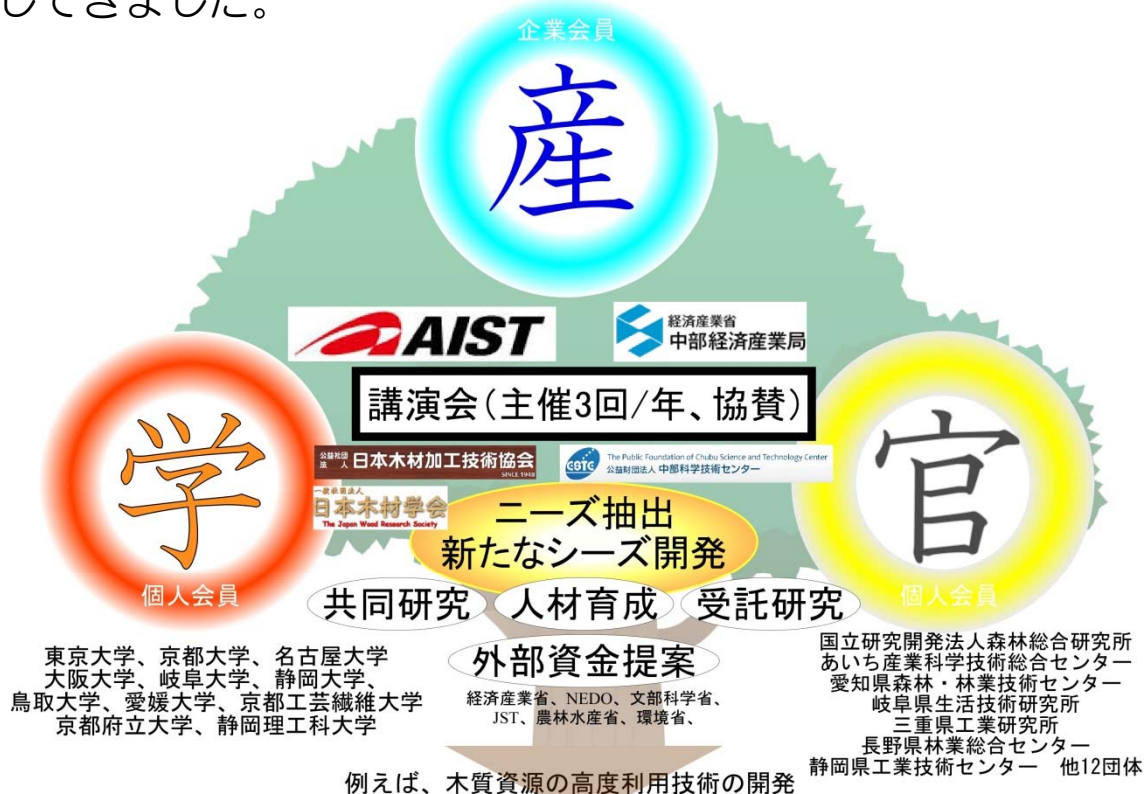 してきました。
企業会員
産
AIST
経済産業省
中部経済産業局
講演会(主催3回/年、協賛)
公益社団法人 日本木材加工技術協会
SINCE 1948
CSTC
The Public Foundation of Chubu Science and Technology Center
公益財団法人 中部科学技術センター
一般社団法人
日本木材学会
The Japan Wood Research Society
学
個人会員
官
個人会員
ニーズ抽出
新たなシーズ開発
共同研究
人材育成
受託研究
外部資金提案
経済産業省、NEDO、文部科学省、
JST、農林水産省、環境省、
東京大学、京都大学、名古屋大学
大阪大学、岐阜大学、静岡大学、
鳥取大学、愛媛大学、京都工芸繊維大学
京都府立大学、静岡理工科大学
国立研究開発法人森林総合研究所
あいち産業科学技術総合センター
愛知県森林・林業技術センター
岐阜県生活技術研究所
三重県工業研究所
長野県林業総合センター
静岡県工業技術センター 他12団体
例えば、木質資源の高度利用技術の開発